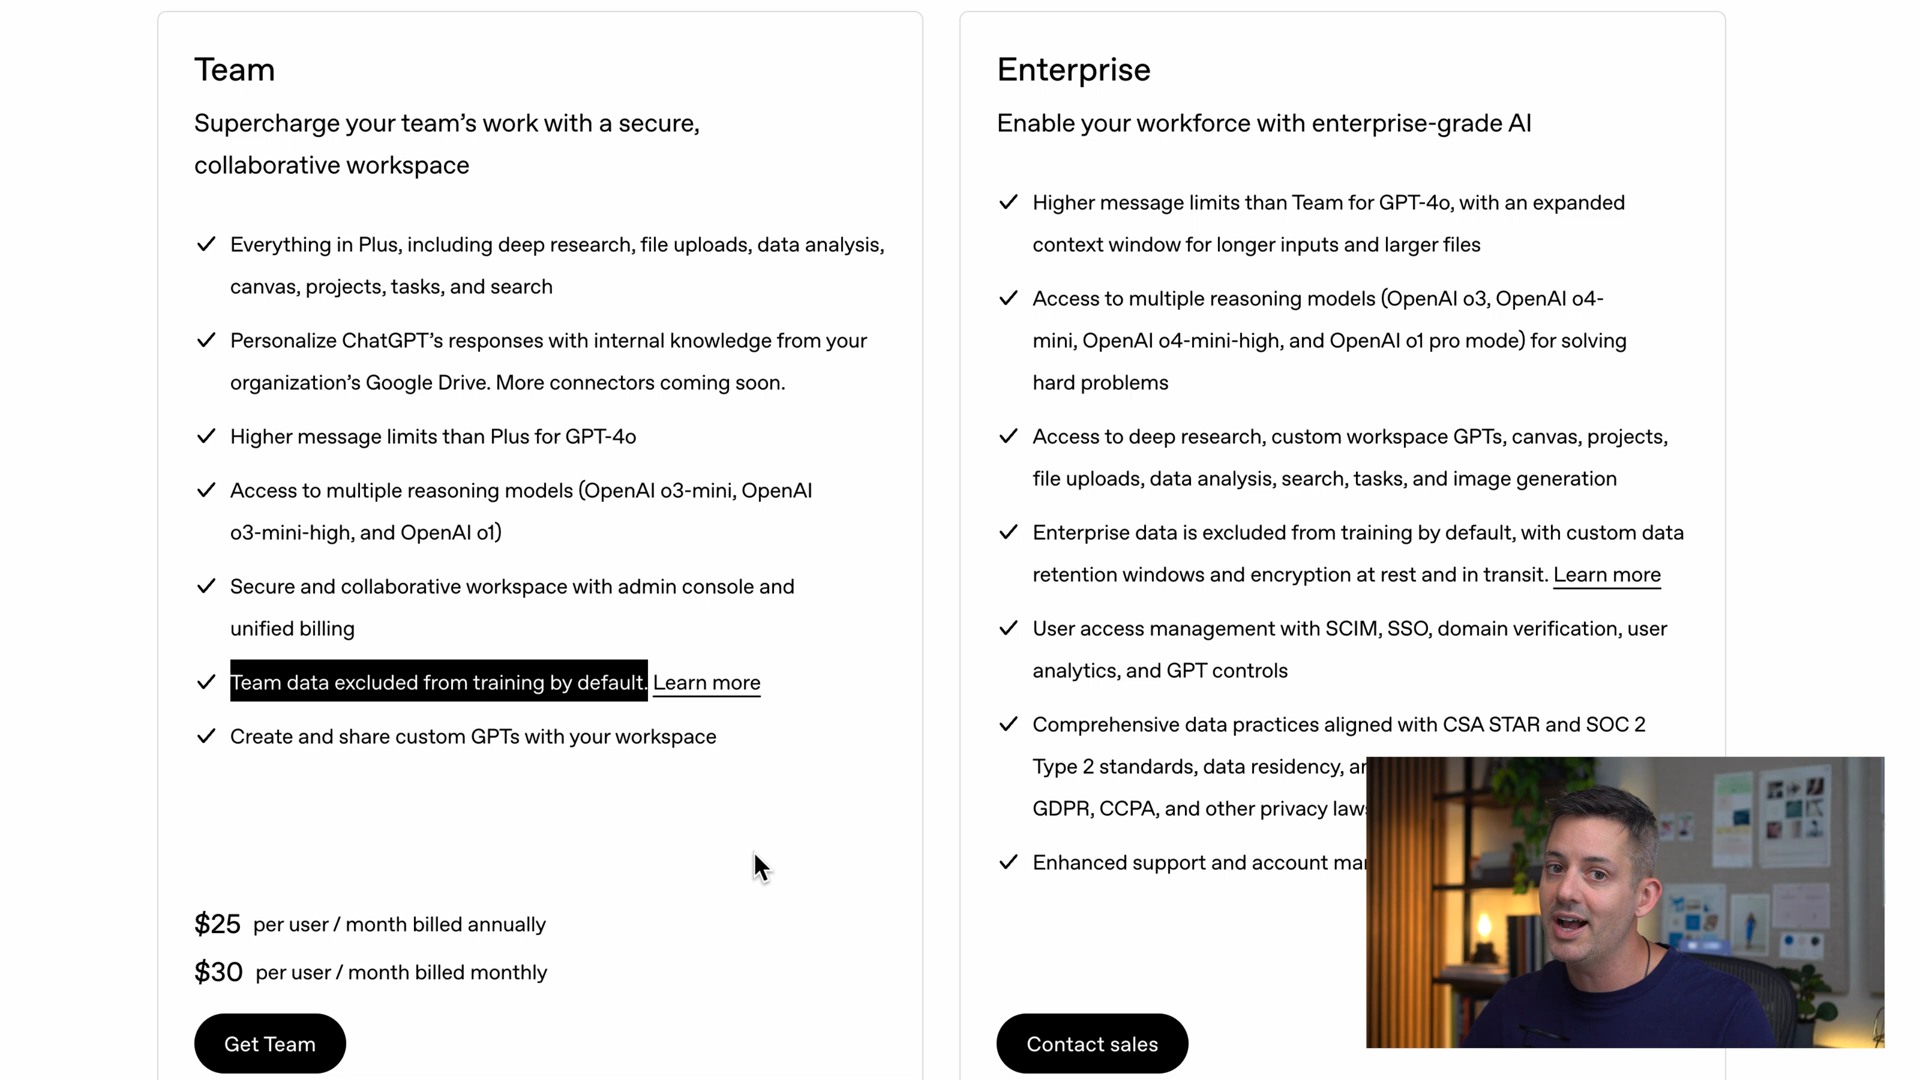 Team
Supercharge your team’s work with a secure,
collaborative workspace
Everything in Plus, including deep research, file uploads, data analysis,
canvas, projects, tasks, and search
Personalize ChatGPT’s responses with internal knowledge from your
organization’s Google Drive. More connectors coming soon.
Higher message limits than Plus for GPT-4o
Access to multiple reasoning models (OpenAI o3-mini, OpenAI
o3-mini-high, and OpenAI o1)
Secure and collaborative workspace with admin console and
unified billing
Team data excluded from training by default. Learn more
Create and share custom GPTs with your workspace
$25 per user / month billed annually
$30 per user / month billed monthly
Get Team
Enterprise
Enable your workforce with enterprise-grade AI
Higher message limits than Team for GPT-4o, with an expanded
context window for longer inputs and larger files
Access to multiple reasoning models (OpenAI o3, OpenAI o4-
mini, OpenAI o4-mini-high, and OpenAI o1 pro mode) for solving
hard problems
Access to deep research, custom workspace GPTs, canvas, projects,
file uploads, data analysis, search, tasks, and image generation
Enterprise data is excluded from training by default, with custom data
retention windows and encryption at rest and in transit. Learn more
User access management with SCIM, SSO, domain verification, user
analytics, and GPT controls
Comprehensive data practices aligned with CSA STAR and SOC 2
Type 2 standards, data residency,
GDPR, CCPA, and other privacy
Enhanced support and account
Contact sales